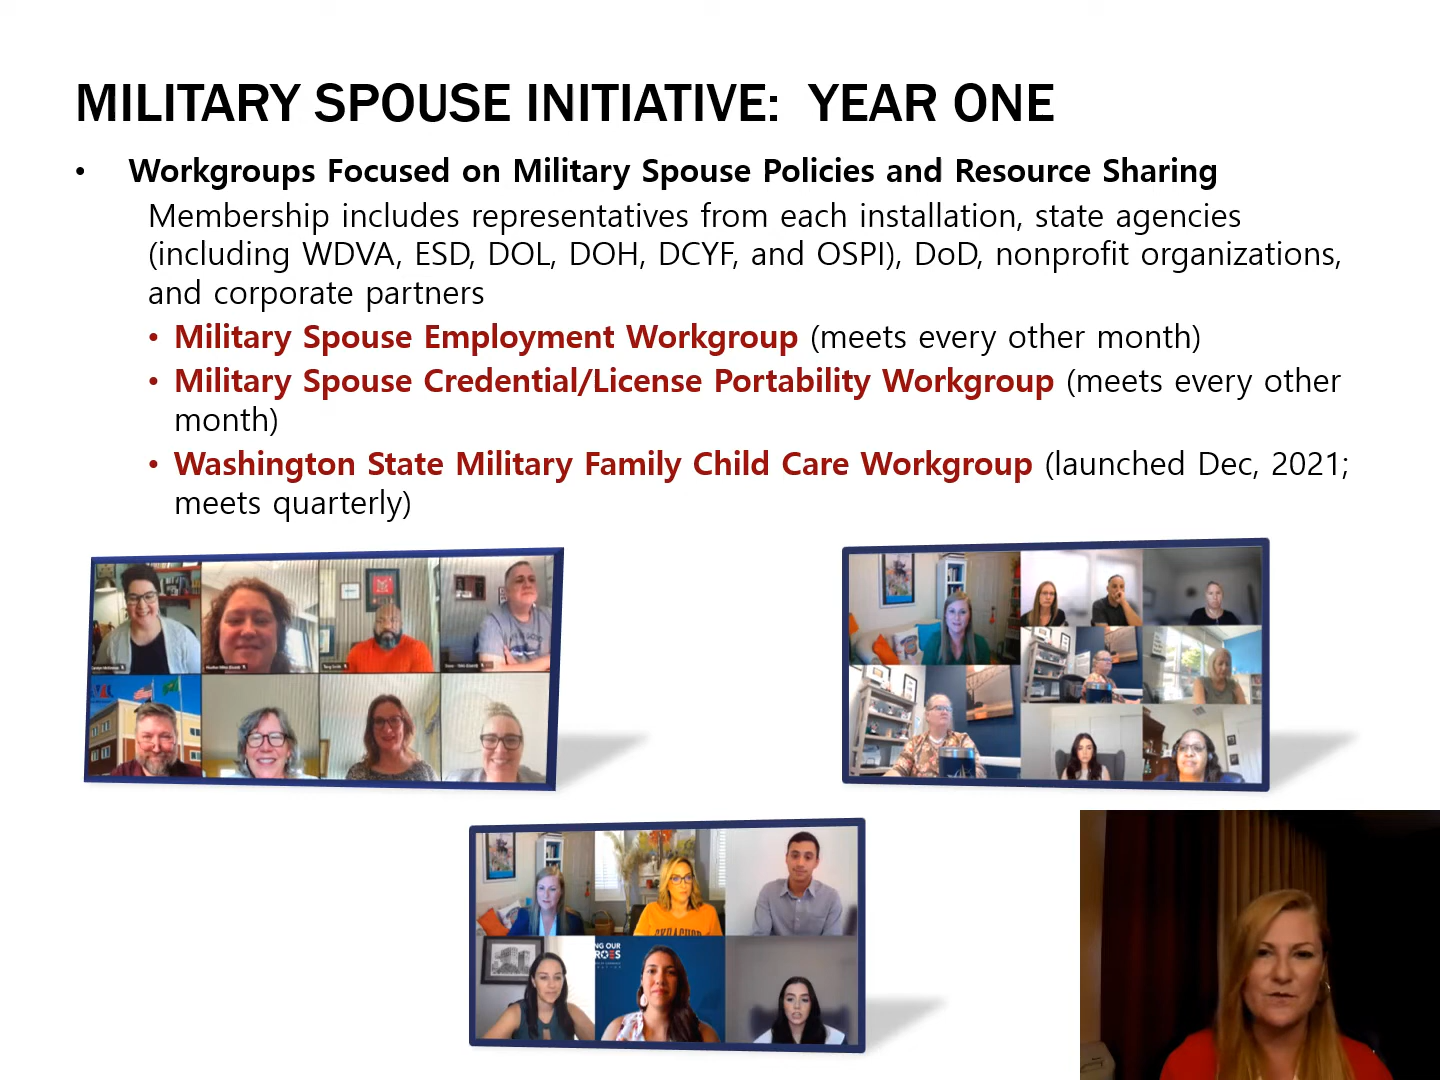 MILITARY SPOUSE INITIATIVE: YEAR ONE
• Workgroups Focused on Military Spouse Policies and Resource Sharing
Membership includes representatives from each installation, state agencies
(including WDVA, ESD, DOL, DOH, DCYF, and OSPI), DoD, nonprofit organizations,
and corporate partners
• Military Spouse Employment Workgroup (meets every other month)
• Military Spouse Credential/License Portability Workgroup (meets every other
month)
• Washington State Military Family Child Care Workgroup (launched Dec, 2021;
meets quarterly)
NG OUR
ROES